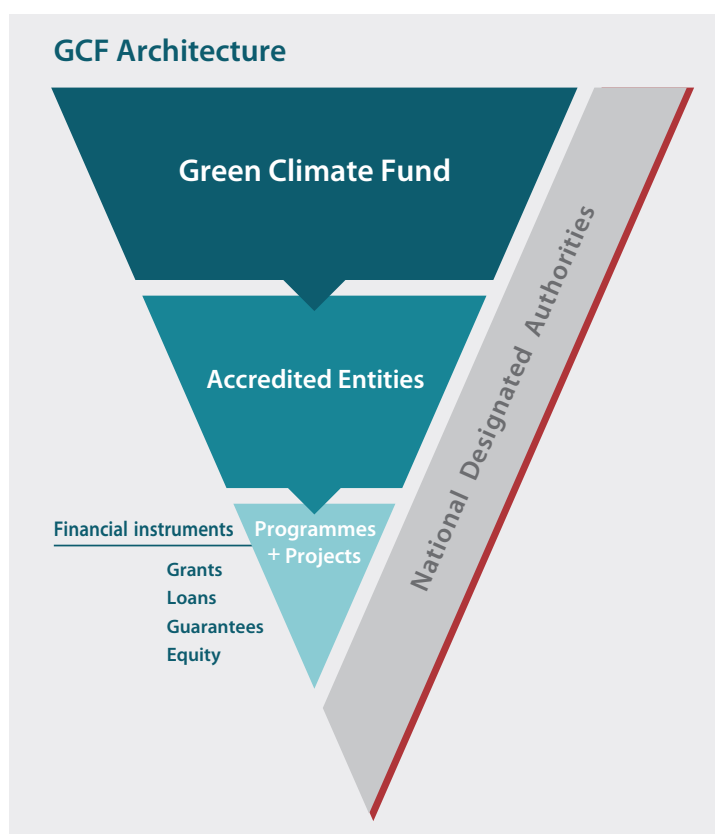 GCF Architecture
Green Climate Fund
Accredited Entities
Programmes
+ Projects
Financial instruments
Grants
Loans
Guarantees
Equity
National Designated Authorities